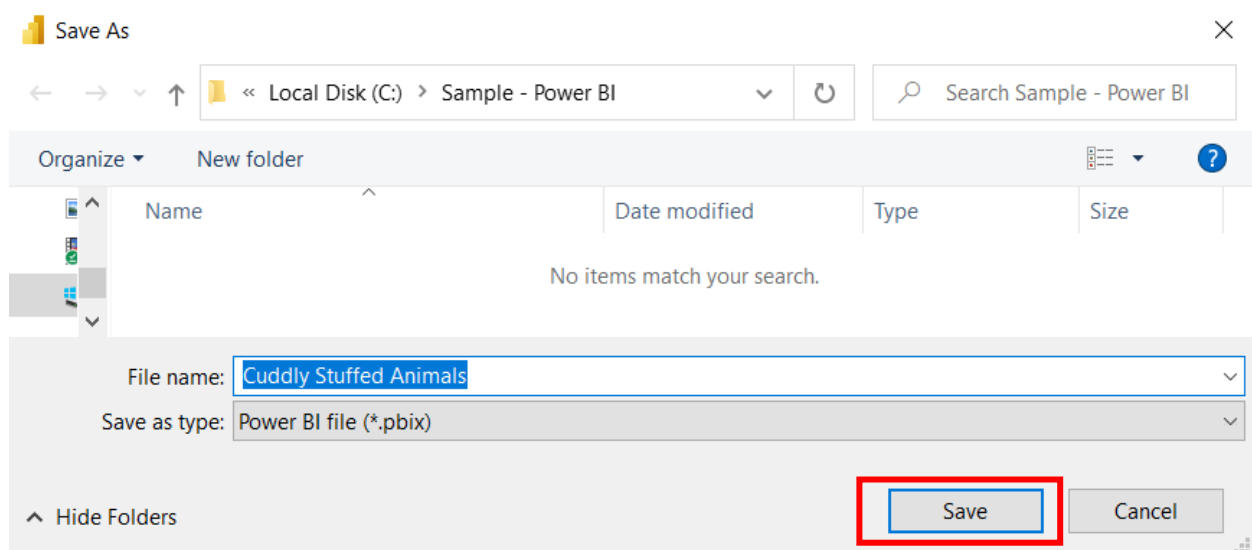 Save As
« Local Disk (C:) > Sample - Power BI
Search Sample - Power BI
Organize
New folder
?
Name
Date modified
Type
Size
No items match your search.
File name: Cuddly Stuffed Animals
Save as type: Power BI file (*.pbix)
Hide Folders
Save
Cancel